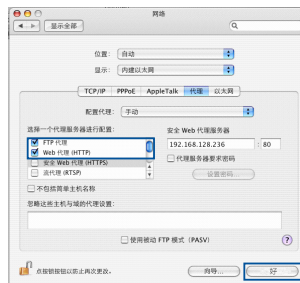 网络
显示全部
位置： 自动
显示： 内建以太网
TCP/IP PPPoE AppleTalk 代理 以太网
配置代理： 手动
选择一个代理服务器进行配置：
安全 Web 代理服务器
FTP 代理
Web 代理 (HTTP)
安全 Web 代理 (HTTPS)
流代理 (RTSP)
192.168.128.236 : 80
代理服务器要求密码
设置密码...
不包括简单主机名称
忽略这些主机与域的代理设置：
使用被动 FTP 模式（PASV）
?
点按锁按钮以防止再次更改。
向导...
好